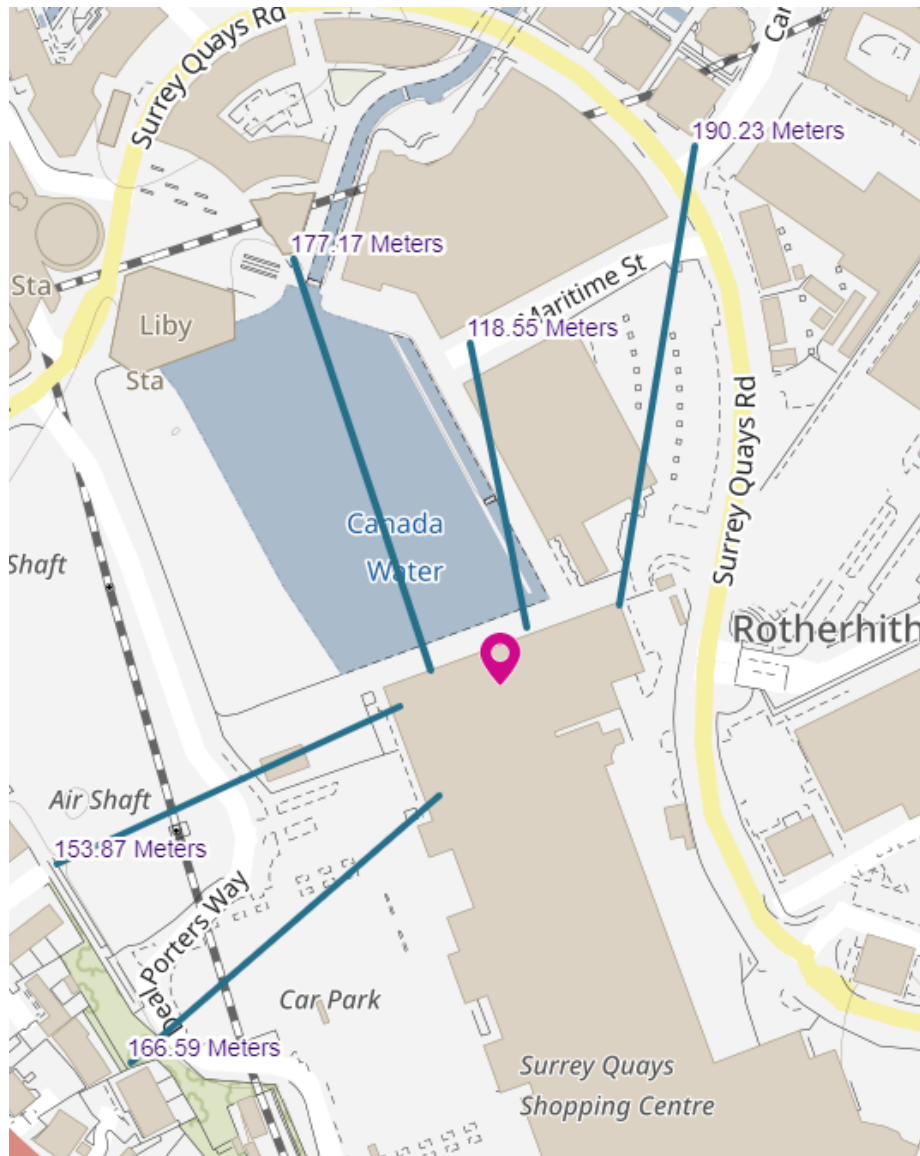 Surrey Quays Rd
Car
190.23 Meters
177.17 Meters
Sta
Maritime St
Liby
118.55 Meters
Sta
Surrey Quays Rd
Canada
Water
Shaft
Rotherhith
Air Shaft
153.87 Meters
Deal Porters Way
Car Park
166.59 Meters
Surrey Quays
Shopping Centre